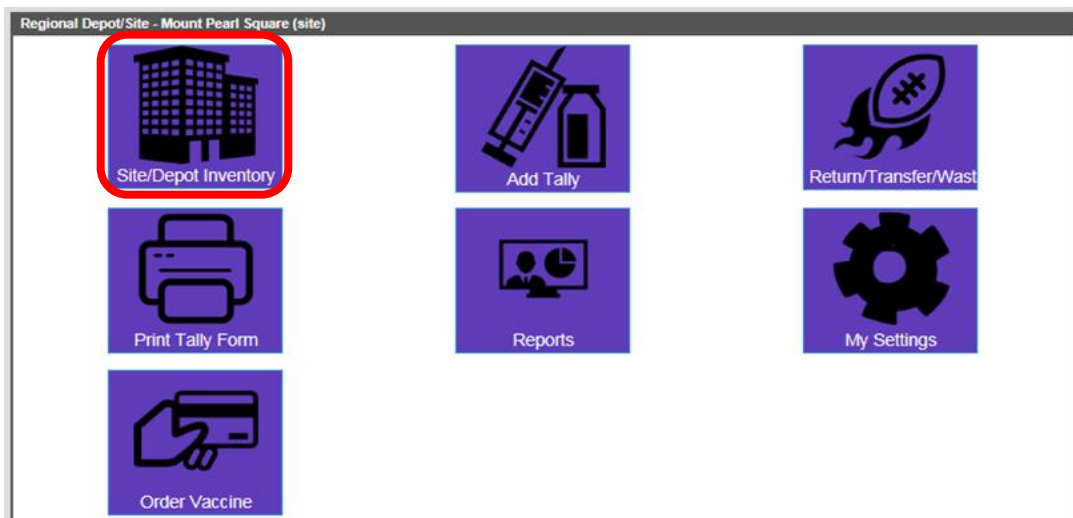 Regional Depot/Site - Mount Pearl Square (site)
Site/Depot Inventory
Add Tally
Return/Transfer/Wast
Print Tally Form
Reports
My Settings
Order Vaccine